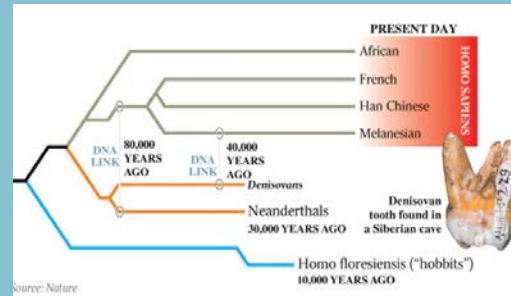 PRESENT DAY
African
French
Han Chinese
Melanesian
HOMO SAPIENS
DNA
LINK
80,000
YEARS
AGO
DNA
LINK
40,000
YEARS
AGO
Denisovans
Neanderthals
30,000 YEARS AGO
Denisovan
tooth found in
a Siberian cave
Homo floresiensis ("hobbits")
10,000 YEARS AGO
Source: Nature